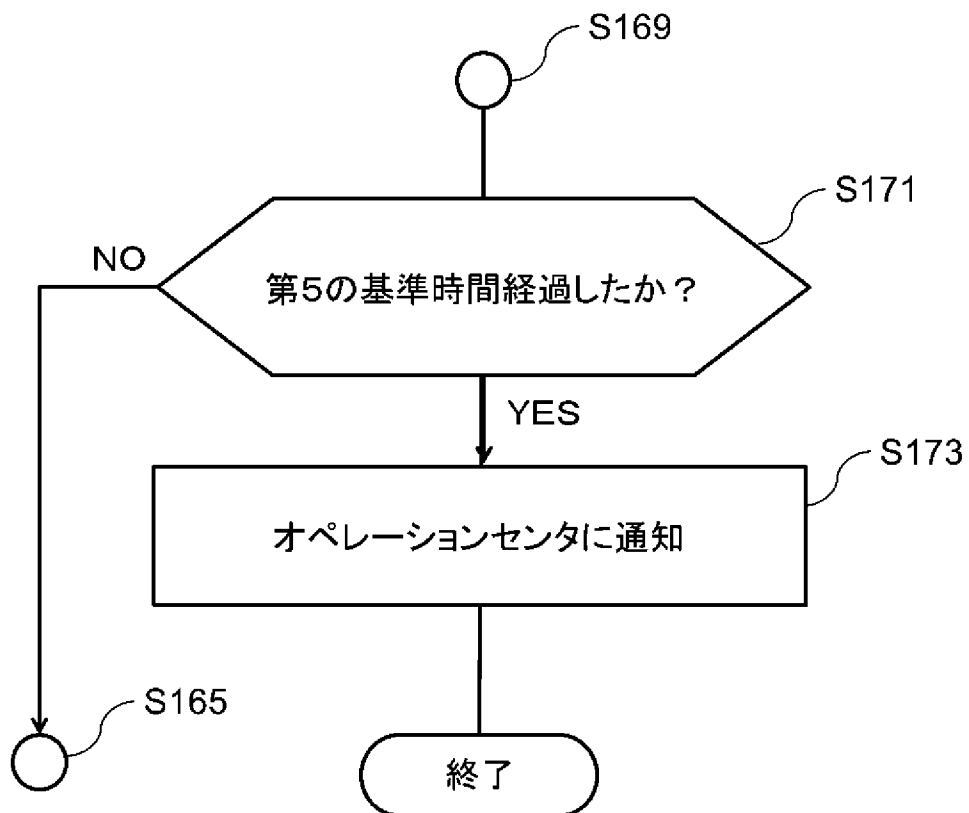 S169
S171
NO
第５の基準時間経過したか？
YES
S173
オペレーションセンタに通知
S165
終了